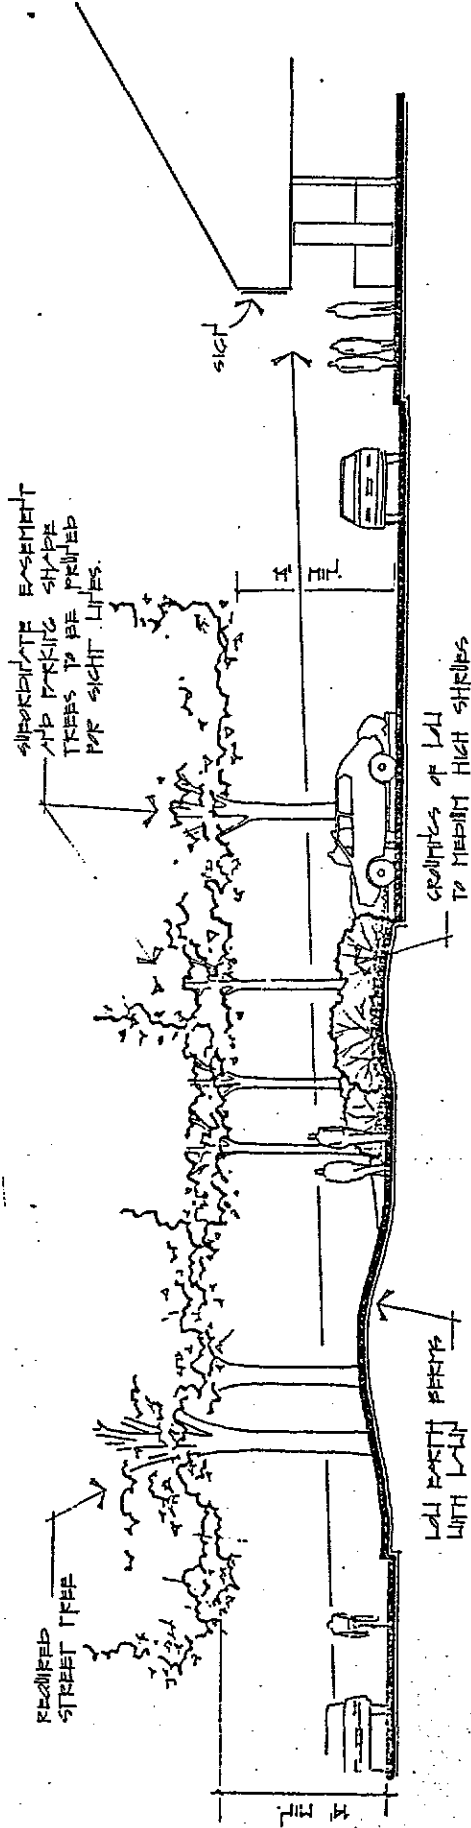 REQUIRED
STREET TREE
SUBORDINATE EASEMENT
AND PARKING SHADE
TREES TO BE PRUNED
FOR SIGHT LINES.
SIGN
LOW EARTH BERMS
WITH LAWN
GROUPINGS OF LOW
TO MEDIUM HIGH SHRUBS